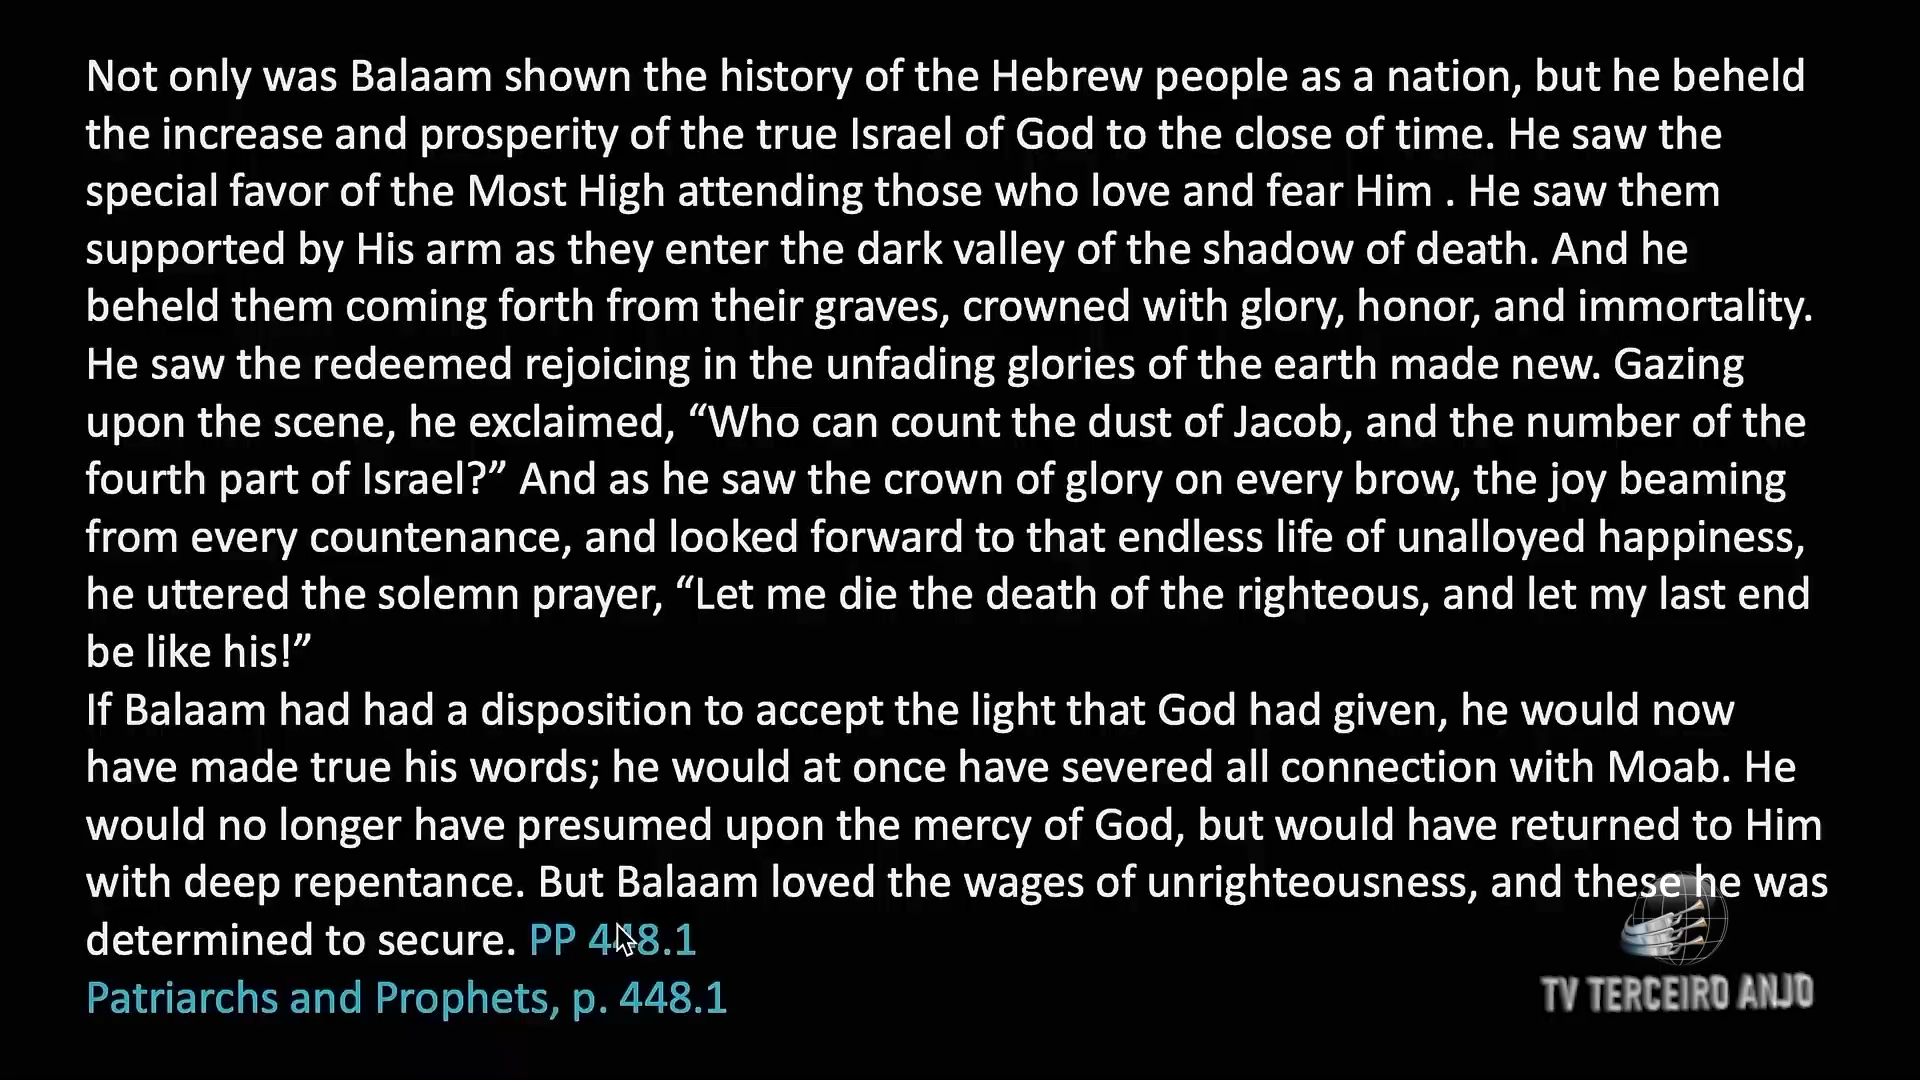 Not only was Balaam shown the history of the Hebrew people as a nation, but he beheld
the increase and prosperity of the true Israel of God to the close of time. He saw the
special favor of the Most High attending those who love and fear Him . He saw them
supported by His arm as they enter the dark valley of the shadow of death. And he
beheld them coming forth from their graves, crowned with glory, honor, and immortality.
He saw the redeemed rejoicing in the unfading glories of the earth made new. Gazing
upon the scene, he exclaimed, “Who can count the dust of Jacob, and the number of the
fourth part of Israel?” And as he saw the crown of glory on every brow, the joy beaming
from every countenance, and looked forward to that endless life of unalloyed happiness,
he uttered the solemn prayer, “Let me die the death of the righteous, and let my last end
be like his!”
If Balaam had had a disposition to accept the light that God had given, he would now
have made true his words; he would at once have severed all connection with Moab. He
would no longer have presumed upon the mercy of God, but would have returned to Him
with deep repentance. But Balaam loved the wages of unrighteousness, and these he was
determined to secure. PP 448.1
Patriarchs and Prophets, p. 448.1
TV TERCEIRO ANJO